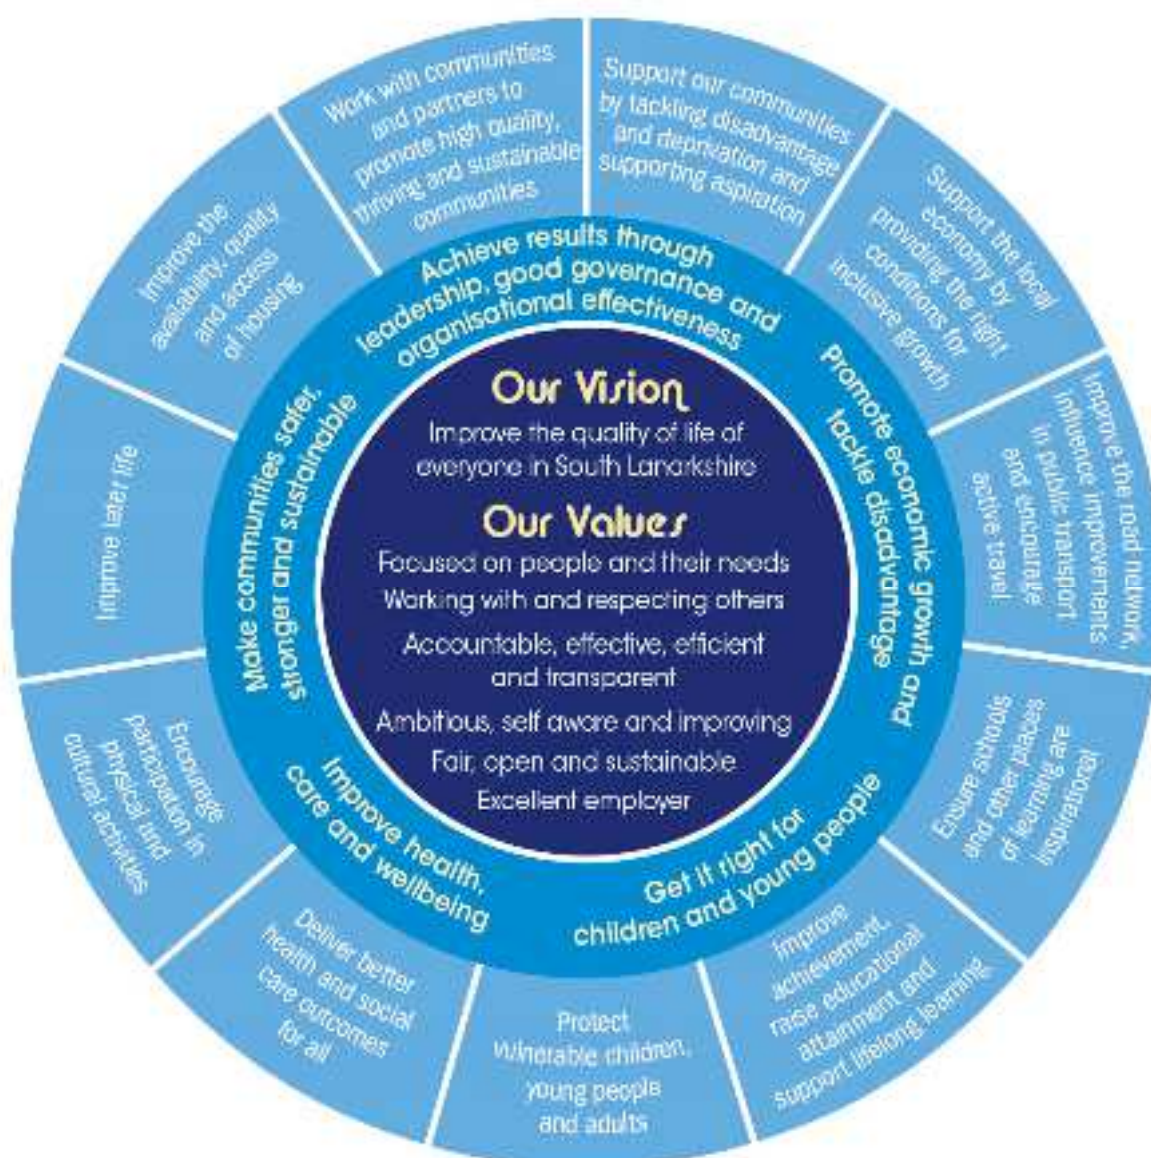 Our Vision
Improve the quality of life of
everyone in South Lanarkshire
Our Values
Focused on people and their needs
Working with and respecting others
Accountable, effective, efficient
and transparent
Ambitious, self aware and improving
Fair, open and sustainable
Excellent employer
Achieve results through
leadership, good governance and
organisational effectiveness
Promote economic growth and
tackle disadvantage
Get it right for
children and young people
Improve health,
care and wellbeing
Make communities safer,
stronger and sustainable
Support our communities
by tackling disadvantage
and deprivation and
supporting aspiration
Support the local
economy by
providing the right
conditions for
inclusive growth
Improve the road network,
influence improvements
in public transport
and encourage
active travel
Ensure schools
and other places
of learning are
inspirational
Improve
achievement,
raise educational
attainment and
support lifelong learning
Protect
vulnerable children,
young people
and adults
Deliver better
health and social
care outcomes
for all
Encourage
participation in
physical and
cultural activities
Improve later life
Improve the
availability, quality
and access
of housing
Work with communities
and partners to
promote high quality,
thriving and sustainable
communities